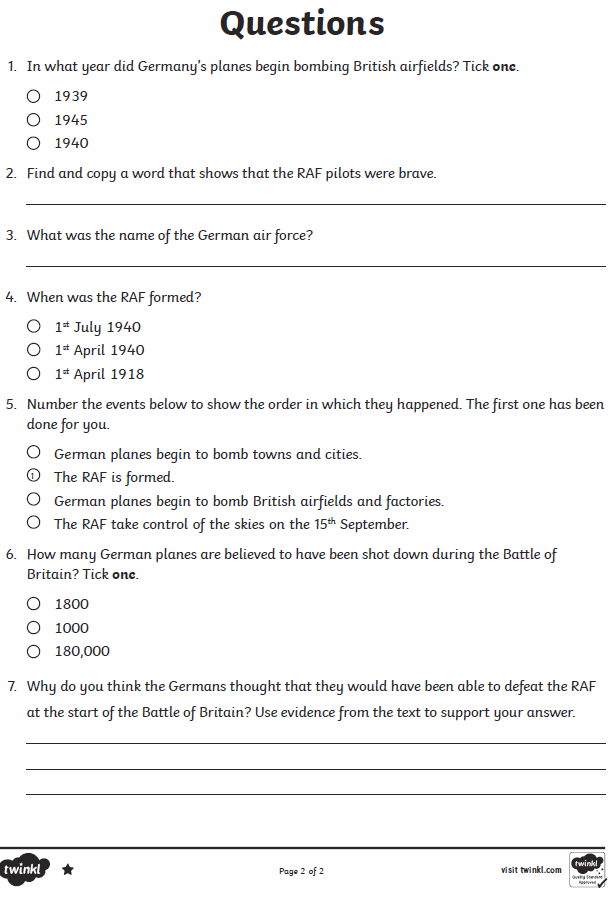 Questions
1. In what year did Germany's planes begin bombing British airfields? Tick one.
1939
1945
1940
2. Find and copy a word that shows that the RAF pilots were brave.
3. What was the name of the German air force?
4. When was the RAF formed?
1st July 1940
1st April 1940
1st April 1918
5. Number the events below to show the order in which they happened. The first one has been
done for you.
German planes begin to bomb towns and cities.
1 The RAF is formed.
German planes begin to bomb British airfields and factories.
The RAF take control of the skies on the 15th September.
6. How many German planes are believed to have been shot down during the Battle of
Britain? Tick one.
1800
1000
180,000
7. Why do you think the Germans thought that they would have been able to defeat the RAF
at the start of the Battle of Britain? Use evidence from the text to support your answer.
twinkl
Page 2 of 2
visit twinkl.com
twinkl
Quality Standard
Approved